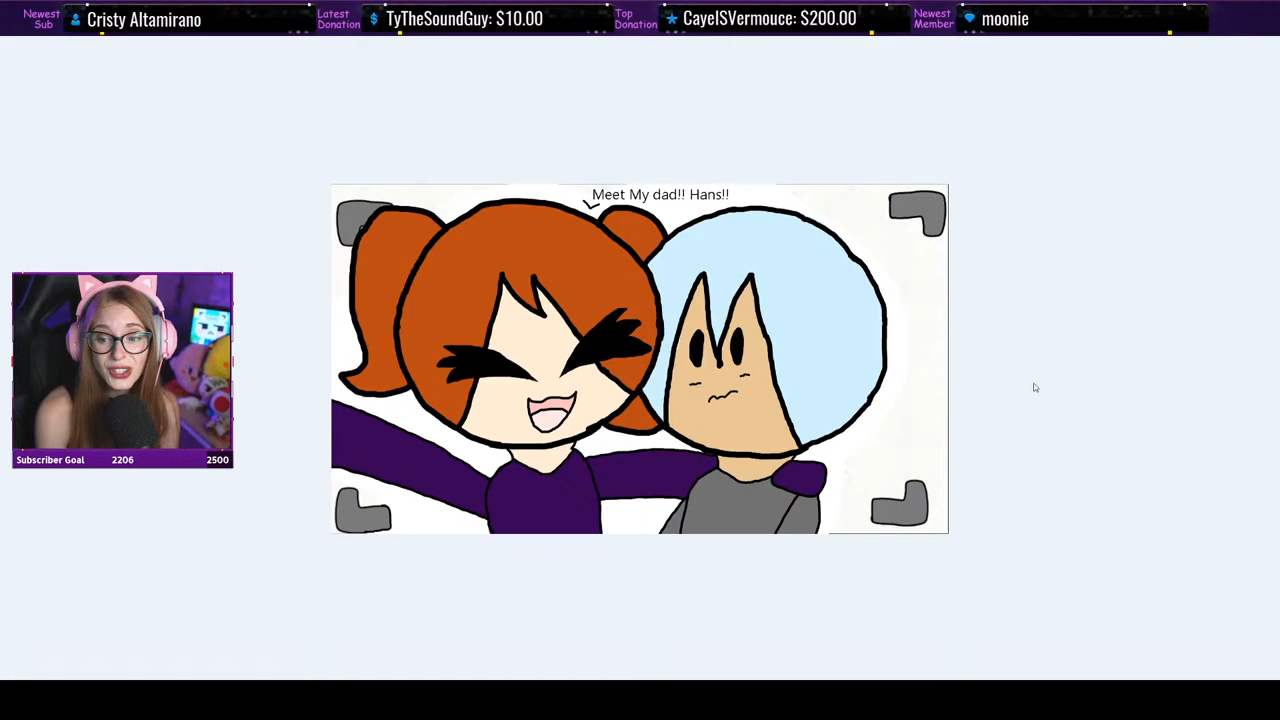 Newest Sub
Cristy Altamirano
Latest Donation
TyTheSoundGuy: $10.00
Top Donation
CayeISVermouce: $200.00
Newest Member
moonie
Meet My dad!! Hans!!
Subscriber Goal 2206 2500